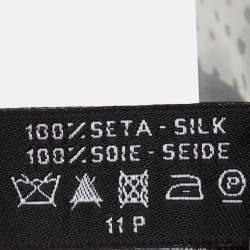 100% SETA - SILK
100% SOIE - SEIDE
11 P